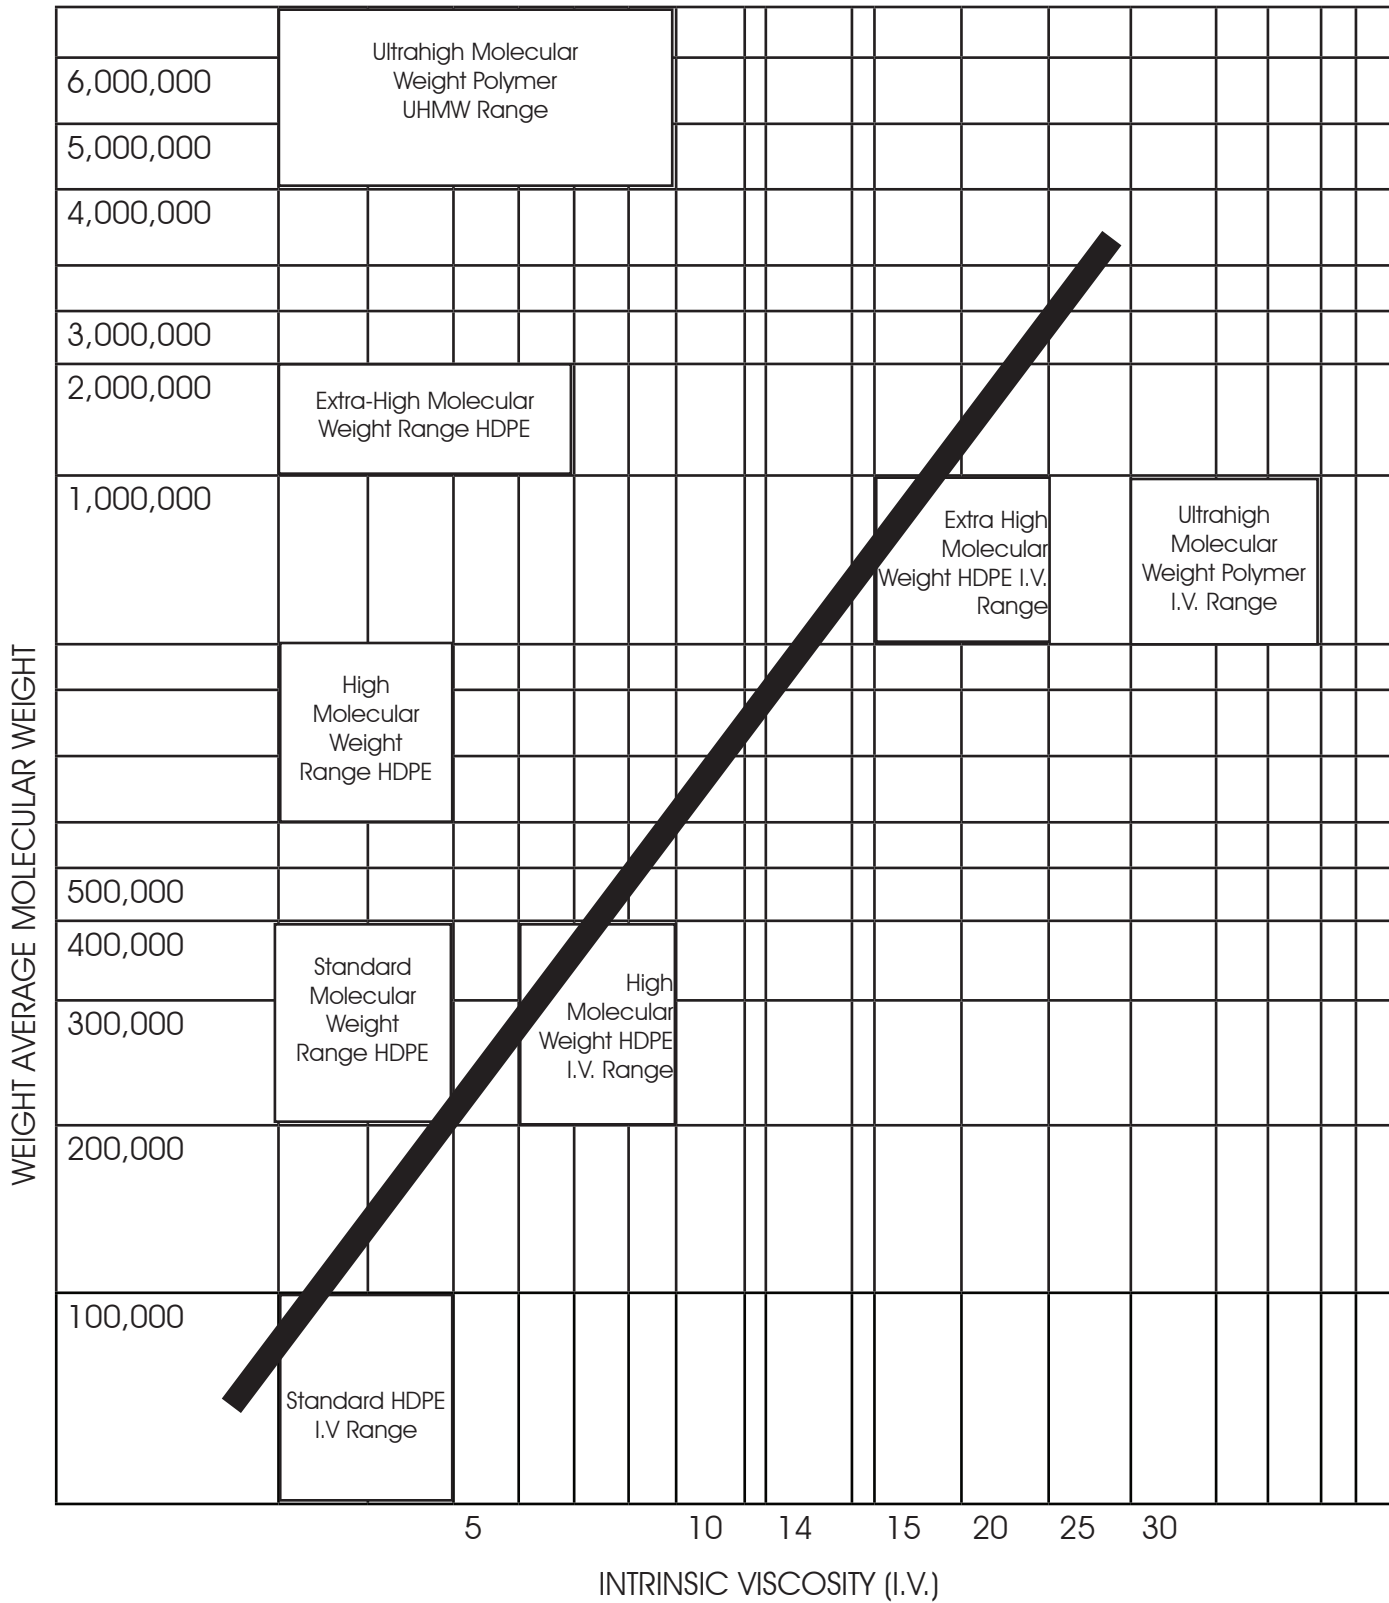 Ultrahigh Molecular
Weight Polymer
UHMW Range
6,000,000
5,000,000
4,000,000
3,000,000
2,000,000
Extra-High Molecular
Weight Range HDPE
1,000,000
Extra High
Molecular
Weight HDPE I.V.
Range
Ultrahigh
Molecular
Weight Polymer
I.V. Range
High
Molecular
Weight
Range HDPE
500,000
400,000
Standard
Molecular
Weight
Range HDPE
High
Molecular
Weight HDPE
I.V. Range
300,000
200,000
100,000
Standard HDPE
I.V Range
WEIGHT AVERAGE MOLECULAR WEIGHT
5 10 14 15 20 25 30
INTRINSIC VISCOSITY (I.V.)